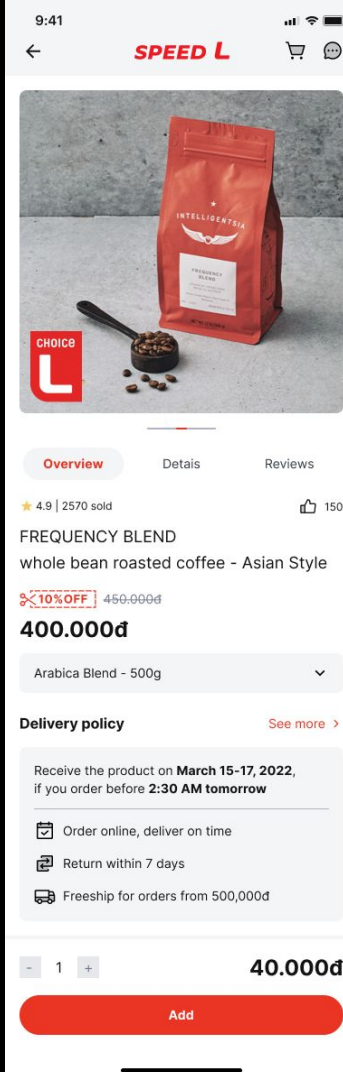 9:41
SPEED L
INTELLIGENTSIA
FREQUENCY
BLEND
CHOICE
L
Overview
Detais
Reviews
4.9 | 2570 sold
150
FREQUENCY BLEND
whole bean roasted coffee - Asian Style
10%OFF 450.000đ
400.000đ
Arabica Blend - 500g
Delivery policy
See more >
Receive the product on March 15-17, 2022,
if you order before 2:30 AM tomorrow
Order online, deliver on time
Return within 7 days
Freeship for orders from 500,000đ
- 1 +
40.000đ
Add